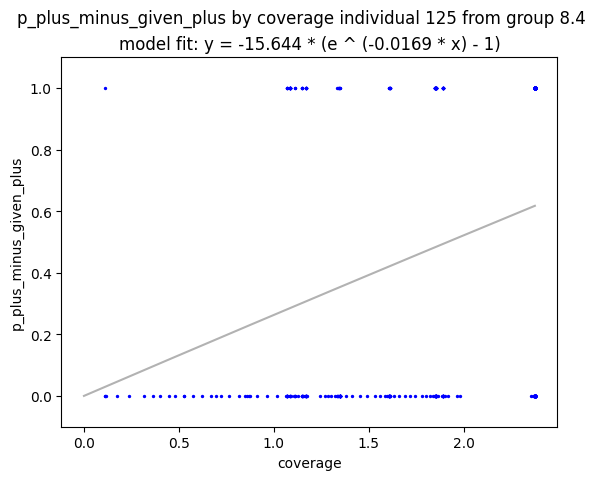 p_plus_minus_given_plus by coverage individual 125 from group 8.4
model fit: y = -15.644 * (e ^ (-0.0169 * x) - 1)
1.0
0.8
0.6
0.4
0.2
0.0
p_plus_minus_given_plus
0.0 0.5 1.0 1.5 2.0
coverage